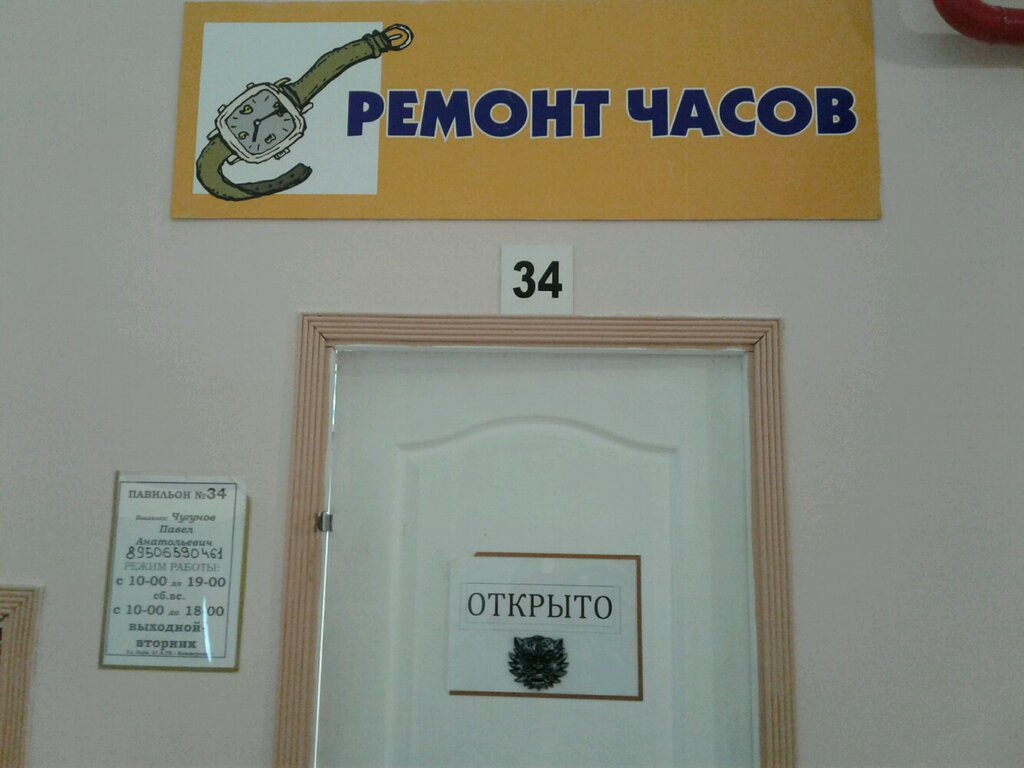 РЕМОНТ ЧАСОВ
34
ПАВИЛЬОН №34
Чугунов
Павел
Анатольевич
89506590461
РЕЖИМ РАБОТЫ:
с 10-00 до 19-00
сб.вс.
с 10-00 до 18-00
ВЫХОДНОЙ-
ВТОРНИК
ОТКРЫТО